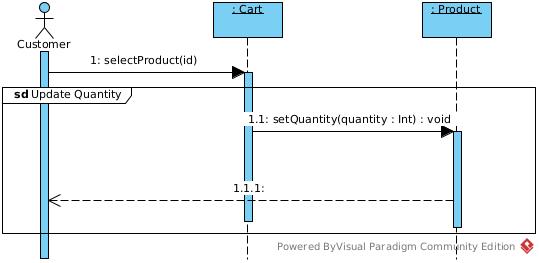 : Cart
: Product
Customer
1: selectProduct(id)
sd Update Quantity
1.1: setQuantity(quantity : Int) : void
1.1.1:
Powered ByVisual Paradigm Community Edition